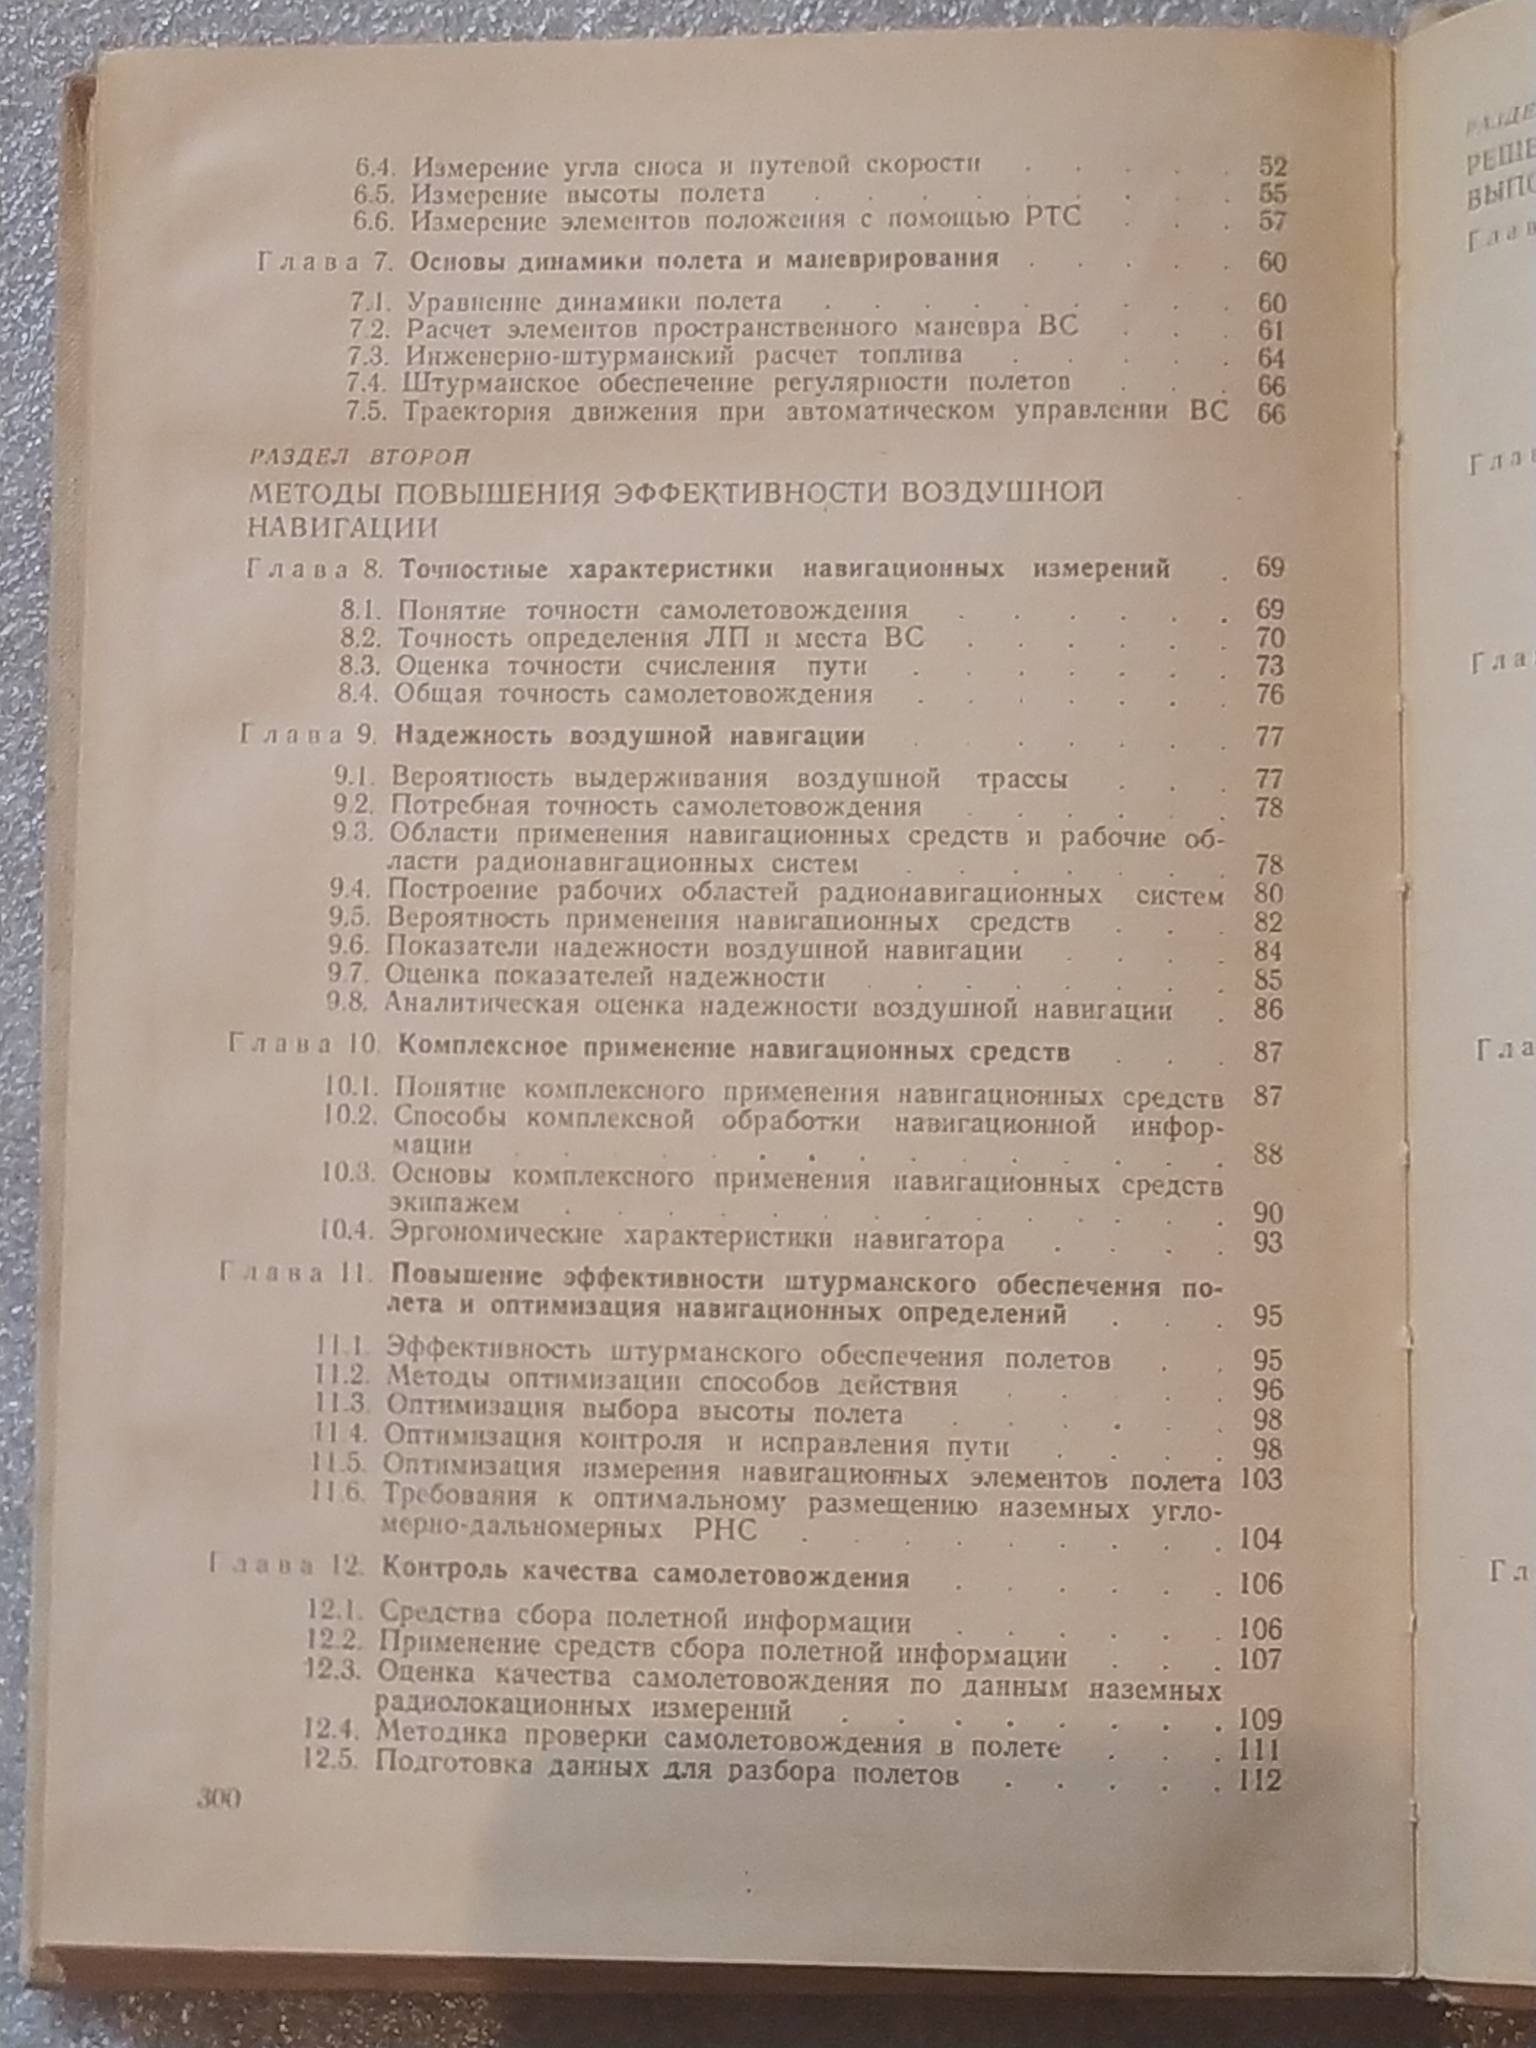 6.4. Измерение угла сноса и путевой скорости . . . . . 52
6.5. Измерение высоты полета . . . . . . . . 55
6.6. Измерение элементов положения с помощью РТС . . . 57
Глава 7. Основы динамики полета и маневрирования . . . . . 60
7.1. Уравнение динамики полета . . . . . . . . 60
7.2. Расчет элементов пространственного маневра ВС . . . 61
7.3. Инженерно-штурманский расчет топлива . . . . . 64
7.4. Штурманское обеспечение регулярности полетов . . . 66
7.5. Траектория движения при автоматическом управлении ВС 66
РАЗДЕЛ ВТОРОЙ
МЕТОДЫ ПОВЫШЕНИЯ ЭФФЕКТИВНОСТИ ВОЗДУШНОЙ
НАВИГАЦИИ
Глава 8. Точностные характеристики навигационных измерений . 69
8.1. Понятие точности самолетовождения . . . . . . 69
8.2. Точность определения ЛП и места ВС . . . . . . 70
8.3. Оценка точности счисления пути . . . . . . . 73
8.4. Общая точность самолетовождения . . . . . . . 76
Глава 9. Надежность воздушной навигации . . . . . . . 77
9.1. Вероятность выдерживания воздушной трассы . . . 77
9.2. Потребная точность самолетовождения . . . . . . 78
9.3. Области применения навигационных средств и рабочие об-
ласти радионавигационных систем . . . . . . . 78
9.4. Построение рабочих областей радионавигационных систем 80
9.5. Вероятность применения навигационных средств . . . 82
9.6. Показатели надежности воздушной навигации . . . . 84
9.7. Оценка показателей надежности . . . . . . . . 85
9.8. Аналитическая оценка надежности воздушной навигации . 86
Глава 10. Комплексное применение навигационных средств . . . 87
10.1. Понятие комплексного применения навигационных средств 87
10.2. Способы комплексной обработки навигационной инфор-
мации . . . . . . . . . . . . . . 88
10.3. Основы комплексного применения навигационных средств
экипажем . . . . . . . . . . . . . 90
10.4. Эргономические характеристики навигатора . . . . 93
Глава 11. Повышение эффективности штурманского обеспечения по-
лета и оптимизация навигационных определений . . . 95
11.1. Эффективность штурманского обеспечения полетов . . 95
11.2. Методы оптимизации способов действия . . . . . 96
11.3. Оптимизация выбора высоты полета . . . . . . 98
11.4. Оптимизация контроля и исправления пути . . . . 98
11.5. Оптимизация измерения навигационных элементов полета 103
11.6. Требования к оптимальному размещению наземных угло-
мерно-дальномерных РНС . . . . . . . . . 104
Глава 12. Контроль качества самолетовождения . . . . . . 106
12.1. Средства сбора полетной информации . . . . . . 106
12.2. Применение средств сбора полетной информации . . . 107
12.3. Оценка качества самолетовождения по данным наземных
радиолокационных измерений . . . . . . . . 109
12.4. Методика проверки самолетовождения в полете . . . 111
12.5. Подготовка данных для разбора полетов . . . . . 112
300
РАЗДЕ
РЕШЕ
ВЫПО
Глав
Глав
Глав
Гла
Гл